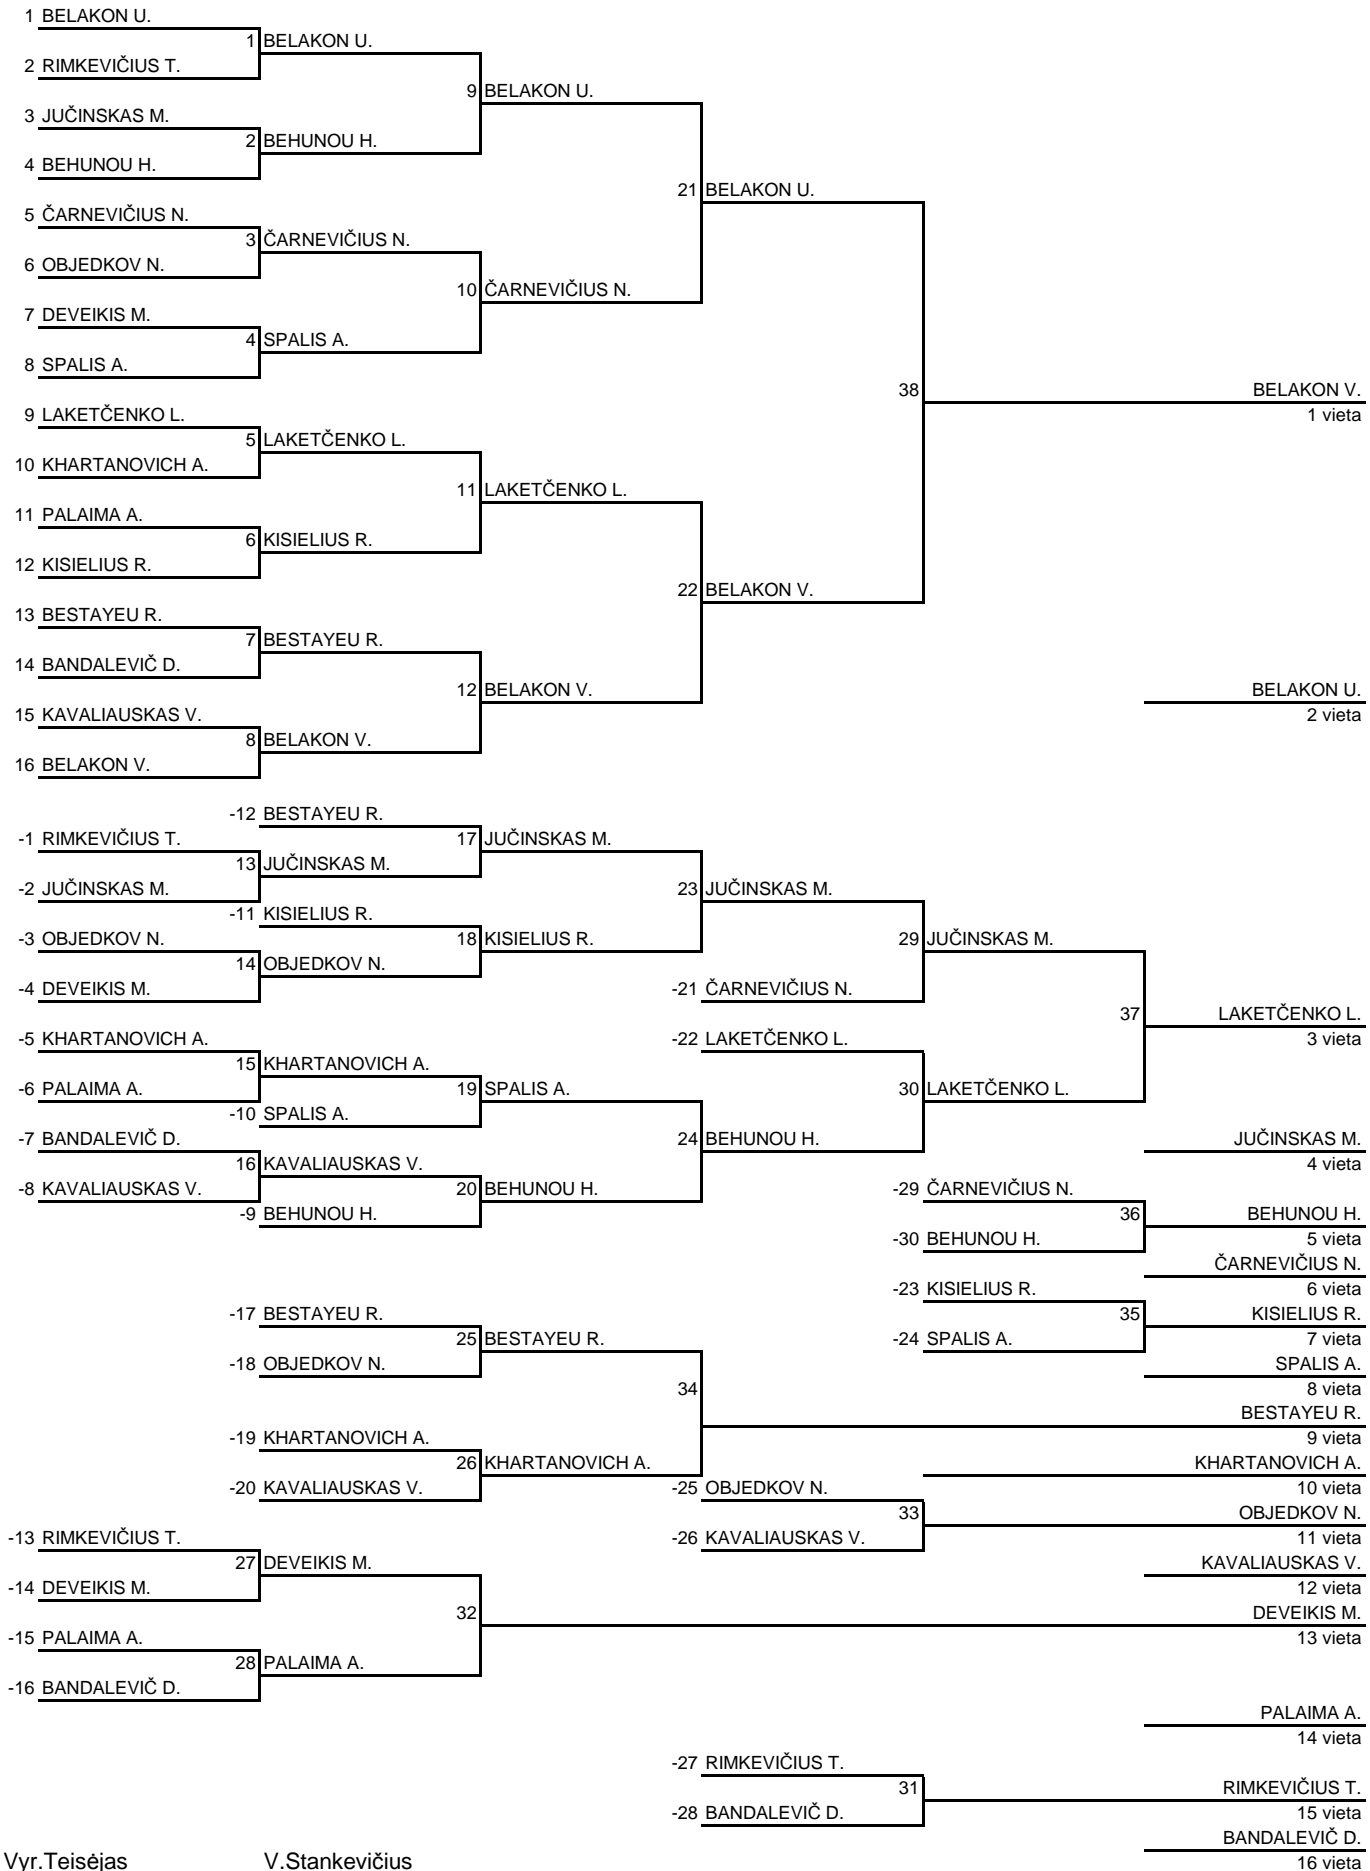 1 BELAKON U.
1 BELAKON U.
2 RIMKEVIČIUS T.
9 BELAKON U.
3 JUČINSKAS M.
2 BEHUNOU H.
4 BEHUNOU H.
21 BELAKON U.
5 ČARNEVIČIUS N.
3 ČARNEVIČIUS N.
6 OBJEDKOV N.
10 ČARNEVIČIUS N.
7 DEVEIKIS M.
4 SPALIS A.
8 SPALIS A.
38 BELAKON V.
9 LAKETČENKO L.
1 vieta
5 LAKETČENKO L.
10 KHARTANOVICH A.
11 LAKETČENKO L.
11 PALAIMA A.
6 KISIELIUS R.
12 KISIELIUS R.
22 BELAKON V.
13 BESTAYEU R.
7 BESTAYEU R.
14 BANDALEVIČ D.
12 BELAKON V.
BELAKON U.
15 KAVALIAUSKAS V.
2 vieta
8 BELAKON V.
16 BELAKON V.
-12 BESTAYEU R.
-1 RIMKEVIČIUS T.
17 JUČINSKAS M.
13 JUČINSKAS M.
-2 JUČINSKAS M.
23 JUČINSKAS M.
-11 KISIELIUS R.
-3 OBJEDKOV N.
18 KISIELIUS R.
29 JUČINSKAS M.
14 OBJEDKOV N.
-4 DEVEIKIS M.
-21 ČARNEVIČIUS N.
37 LAKETČENKO L.
-5 KHARTANOVICH A.
-22 LAKETČENKO L.
3 vieta
15 KHARTANOVICH A.
-6 PALAIMA A.
19 SPALIS A.
30 LAKETČENKO L.
-10 SPALIS A.
-7 BANDALEVIČ D.
24 BEHUNOU H.
JUČINSKAS M.
16 KAVALIAUSKAS V.
4 vieta
-8 KAVALIAUSKAS V.
20 BEHUNOU H.
-29 ČARNEVIČIUS N.
-9 BEHUNOU H.
36 BEHUNOU H.
-30 BEHUNOU H.
5 vieta
ČARNEVIČIUS N.
-23 KISIELIUS R.
6 vieta
-17 BESTAYEU R.
35 KISIELIUS R.
25 BESTAYEU R.
-24 SPALIS A.
7 vieta
-18 OBJEDKOV N.
SPALIS A.
34
8 vieta
BESTAYEU R.
-19 KHARTANOVICH A.
9 vieta
26 KHARTANOVICH A.
KHARTANOVICH A.
-20 KAVALIAUSKAS V.
-25 OBJEDKOV N.
10 vieta
33 OBJEDKOV N.
-13 RIMKEVIČIUS T.
-26 KAVALIAUSKAS V.
11 vieta
27 DEVEIKIS M.
KAVALIAUSKAS V.
-14 DEVEIKIS M.
12 vieta
32 DEVEIKIS M.
-15 PALAIMA A.
13 vieta
28 PALAIMA A.
-16 BANDALEVIČ D.
PALAIMA A.
14 vieta
-27 RIMKEVIČIUS T.
31 RIMKEVIČIUS T.
-28 BANDALEVIČ D.
15 vieta
BANDALEVIČ D.
Vyr.Teisėjas V.Stankevičius
16 vieta